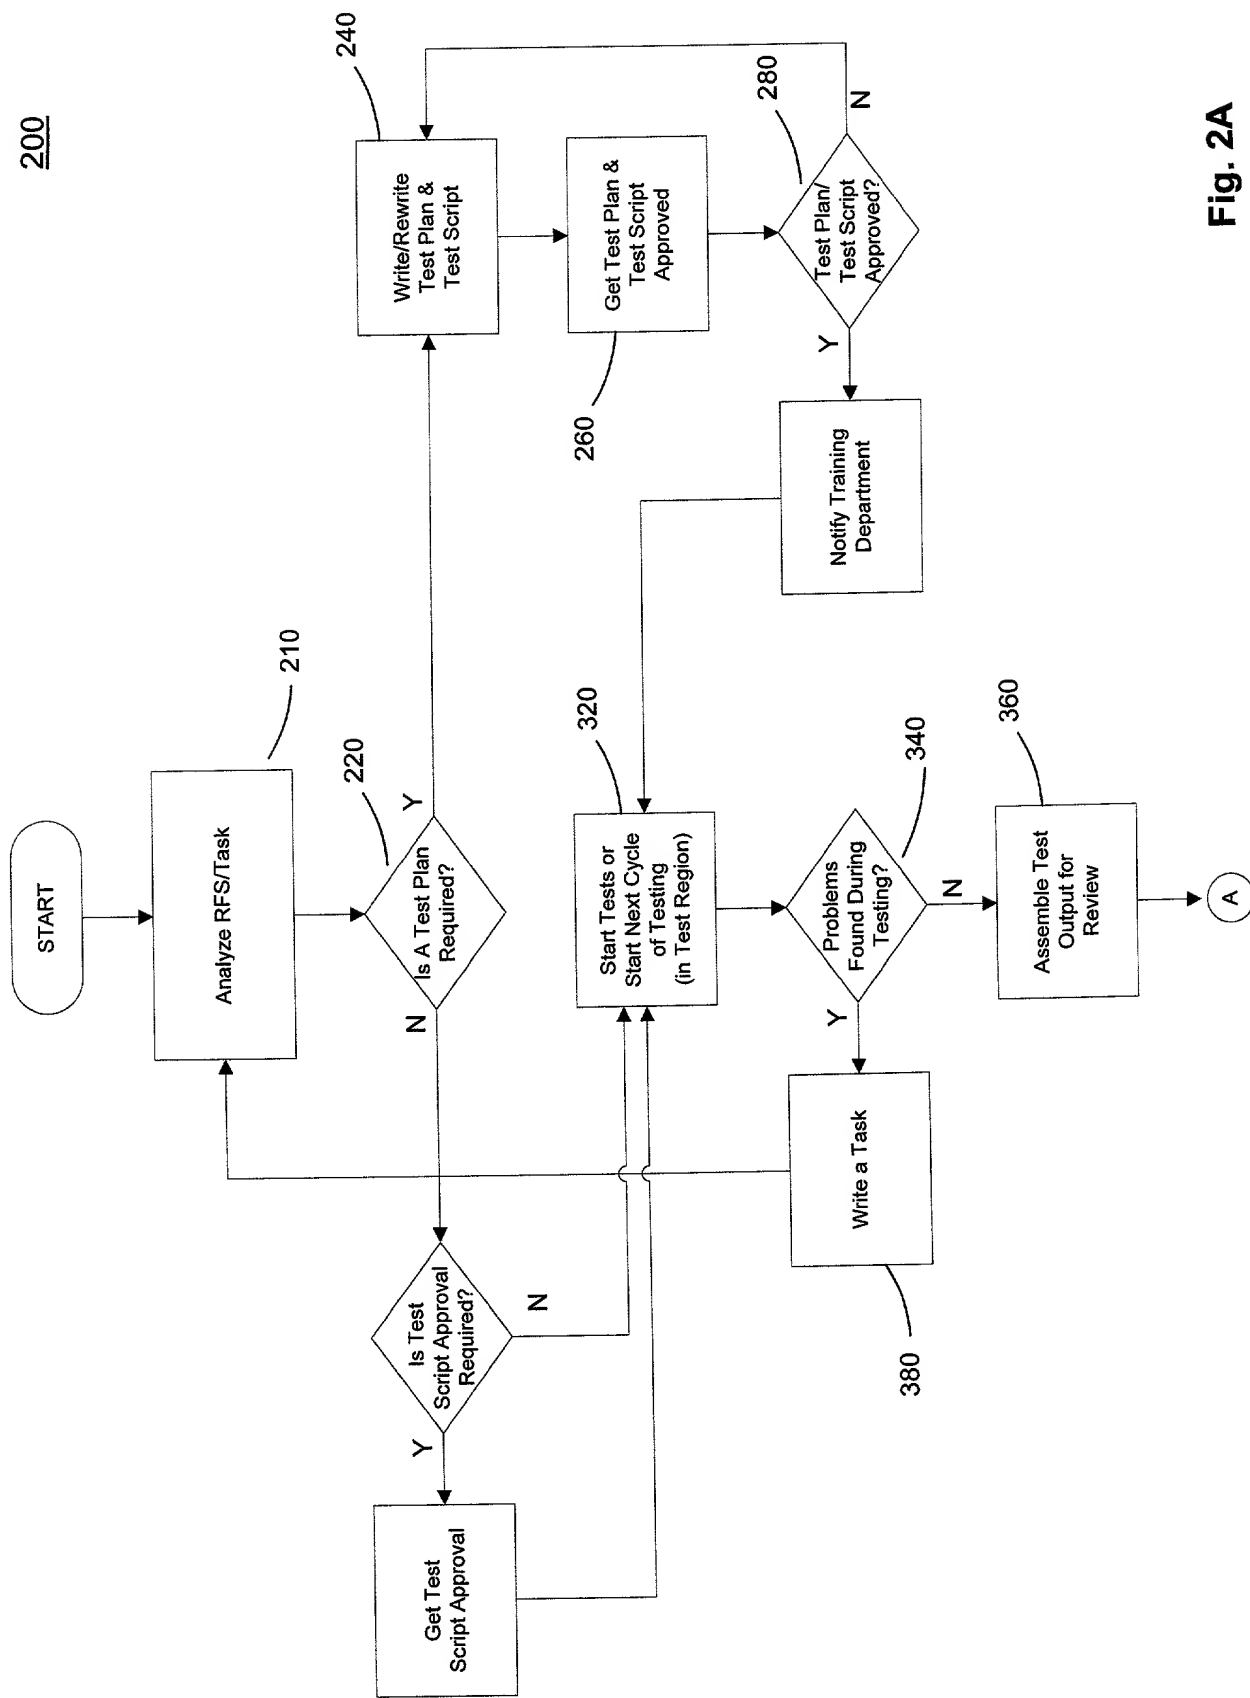 200
START
Analyze RFS/Task
210
Is A Test Plan
Required?
220
Y
N
Write/Rewrite
Test Plan &
Test Script
240
Get Test Plan &
Test Script
Approved
260
Test Plan/
Test Script
Approved?
280
N
Y
Notify Training
Department
Is Test
Script Approval
Required?
Y
N
Get Test
Script Approval
Start Tests or
Start Next Cycle
of Testing
(in Test Region)
320
Problems
Found During
Testing?
340
Y
N
Write a Task
380
Assemble Test
Output for
Review
360
A
Fig. 2A